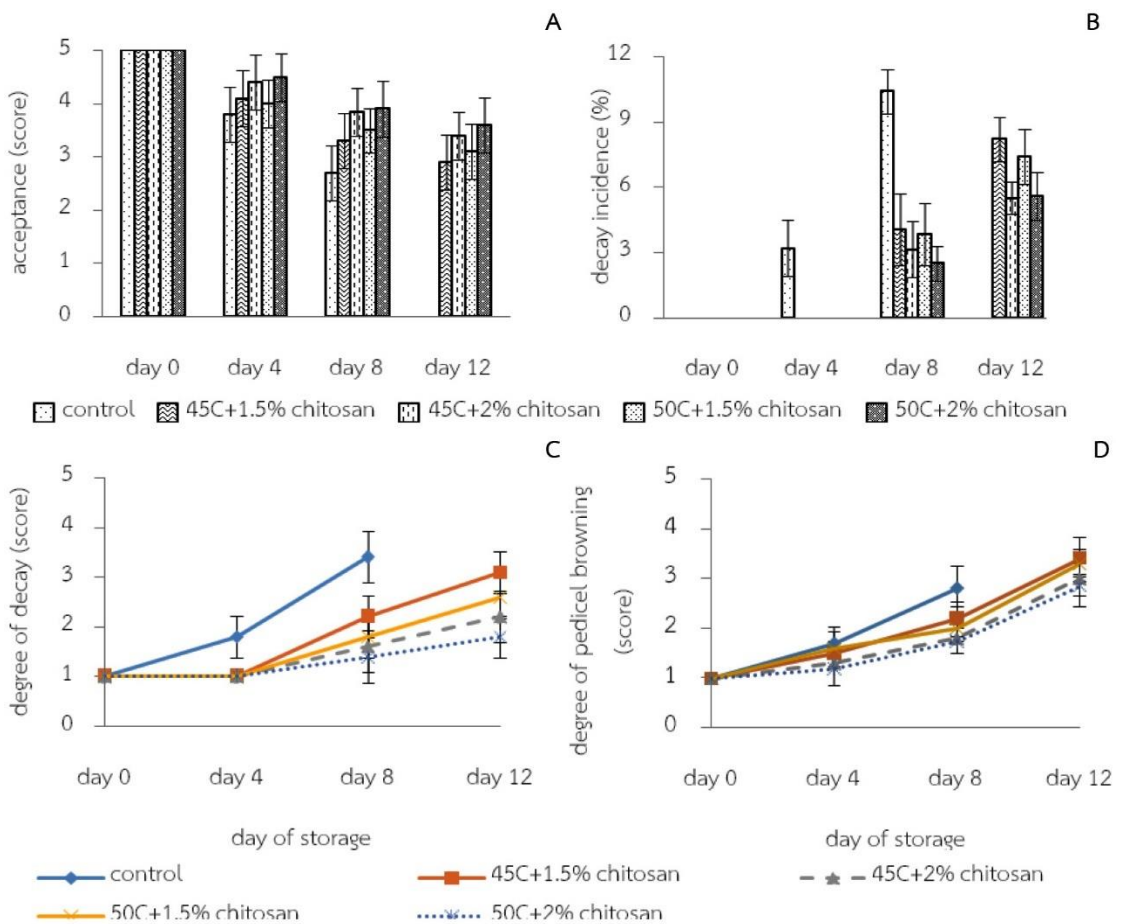 A
acceptance (score)
5
4
3
2
1
0
day 0 day 4 day 8 day 12
B
decay incidence (%)
12
9
6
3
0
day 0 day 4 day 8 day 12
control 45C+1.5% chitosan 45C+2% chitosan 50C+1.5% chitosan 50C+2% chitosan
C
degree of decay (score)
5
4
3
2
1
0
day 0 day 4 day 8 day 12
day of storage
D
degree of pedicel browning
(score)
5
4
3
2
1
0
day 0 day 4 day 8 day 12
day of storage
control 45C+1.5% chitosan 45C+2% chitosan
50C+1.5% chitosan 50C+2% chitosan